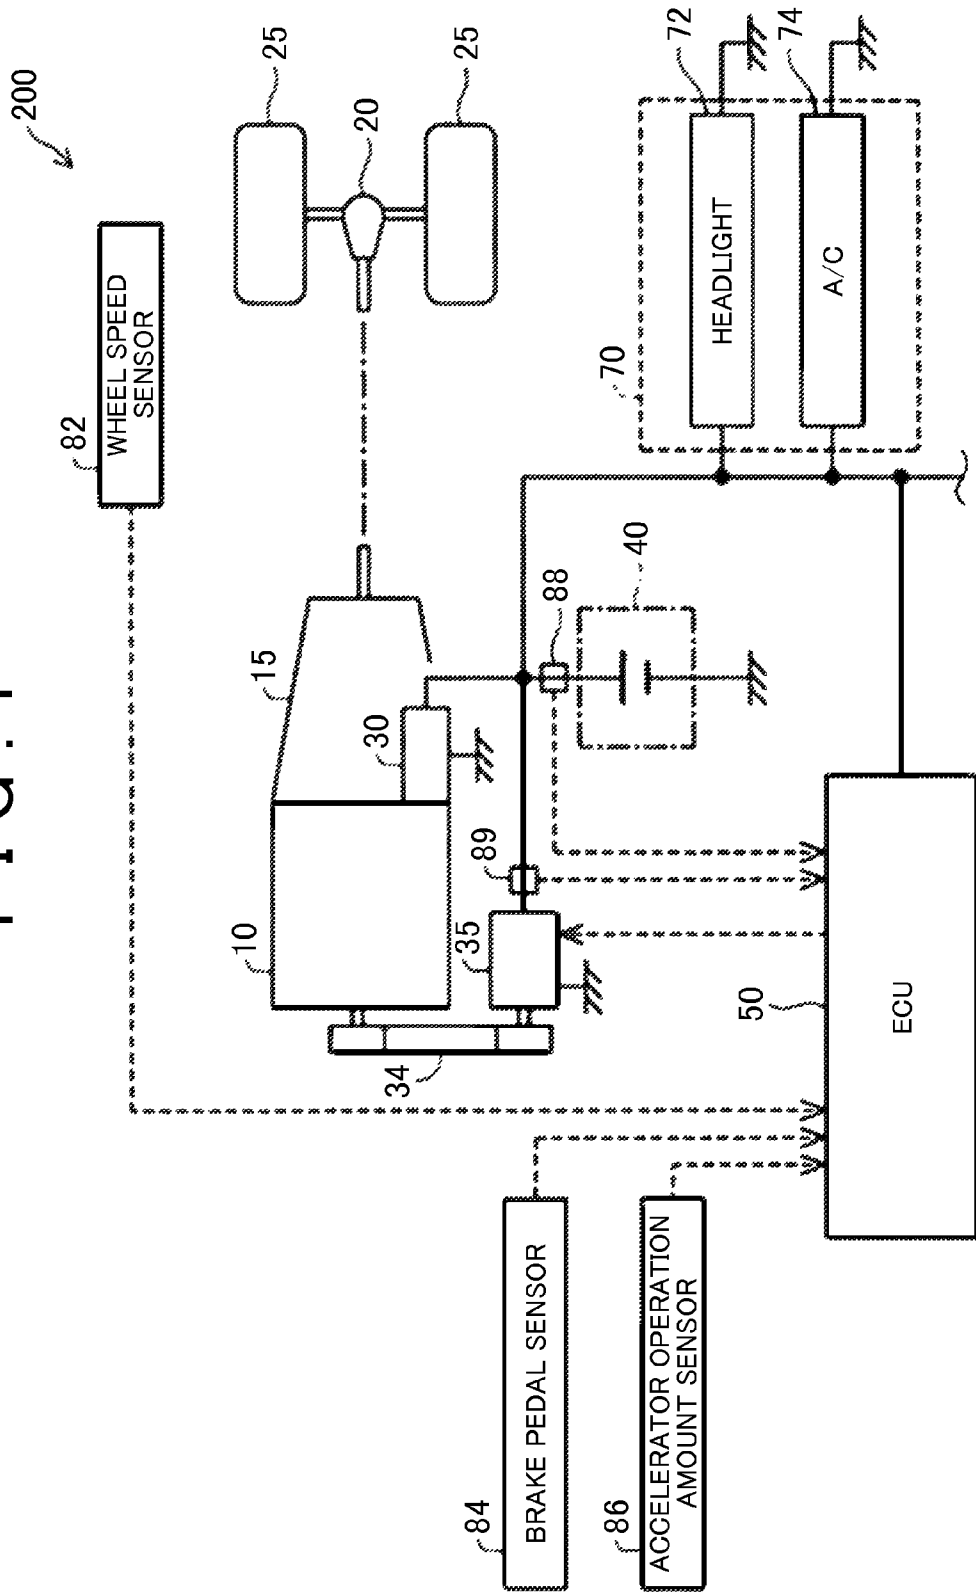 200
82
WHEEL SPEED
SENSOR
10
15
25
30
20
34
84
35
89
25
BRAKE PEDAL SENSOR
88
86
40
70
ACCELERATOR OPERATION
AMOUNT SENSOR
72
HEADLIGHT
50
74
A/C
ECU